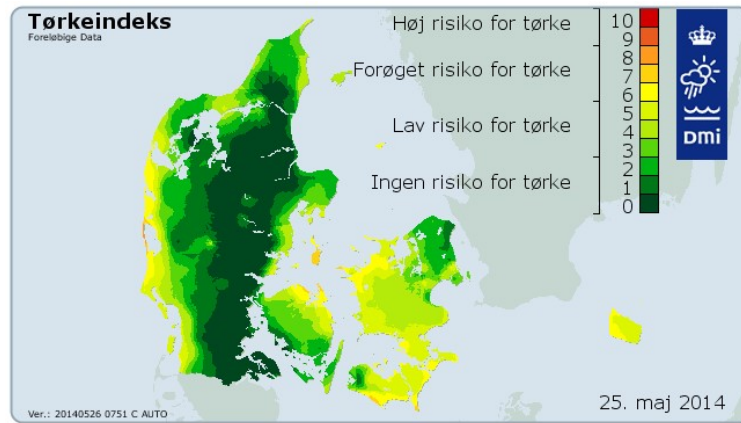 Tørkeindeks
Foreløbige Data
Høj risiko for tørke
Forøget risiko for tørke
Lav risiko for tørke
Ingen risiko for tørke
10
9
8
7
6
5
4
3
2
1
0
DMi
25. maj 2014
Ver.: 20140526 0751 C AUTO